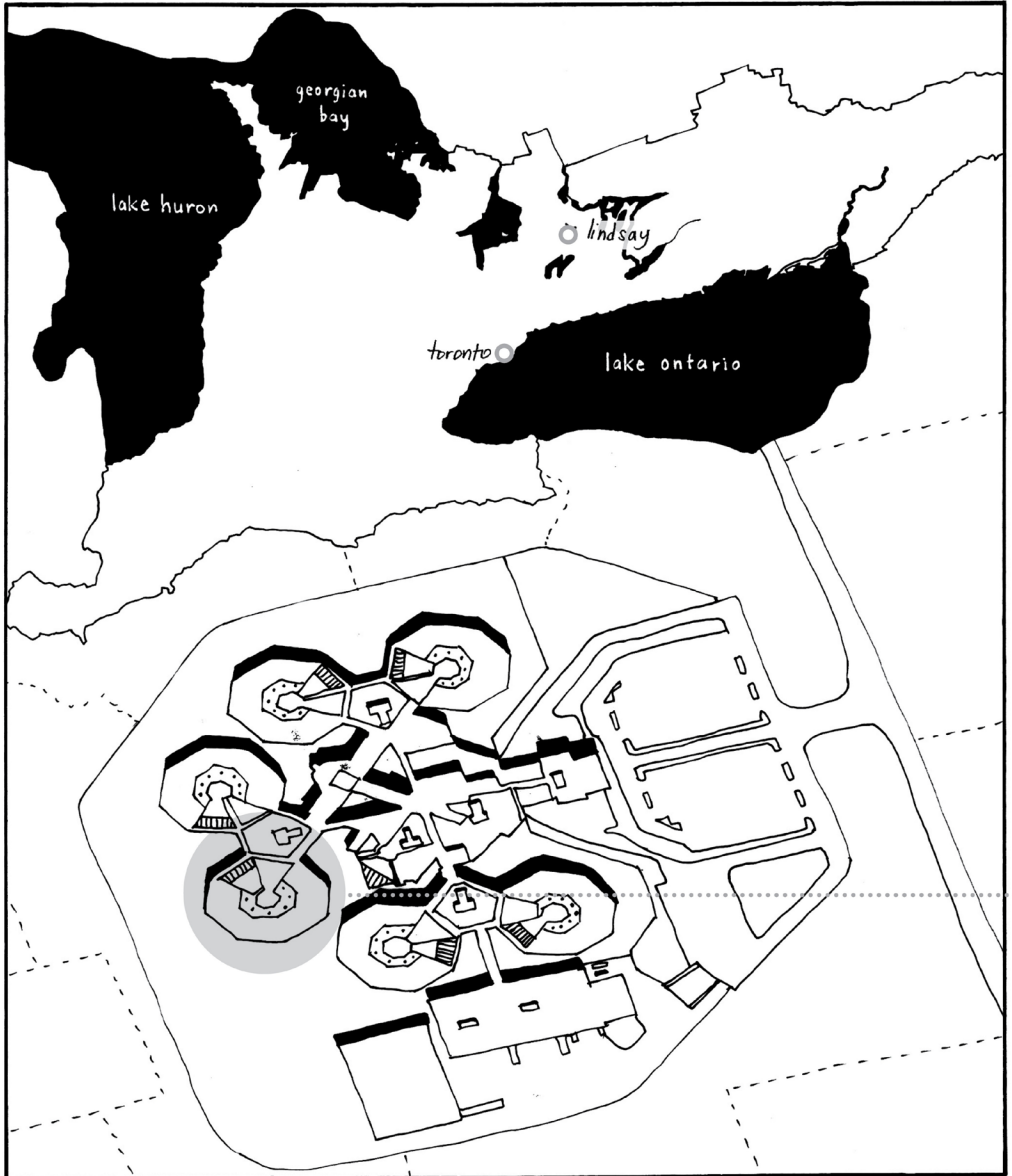 georgian
bay
lake huron
lindsay
toronto
lake ontario